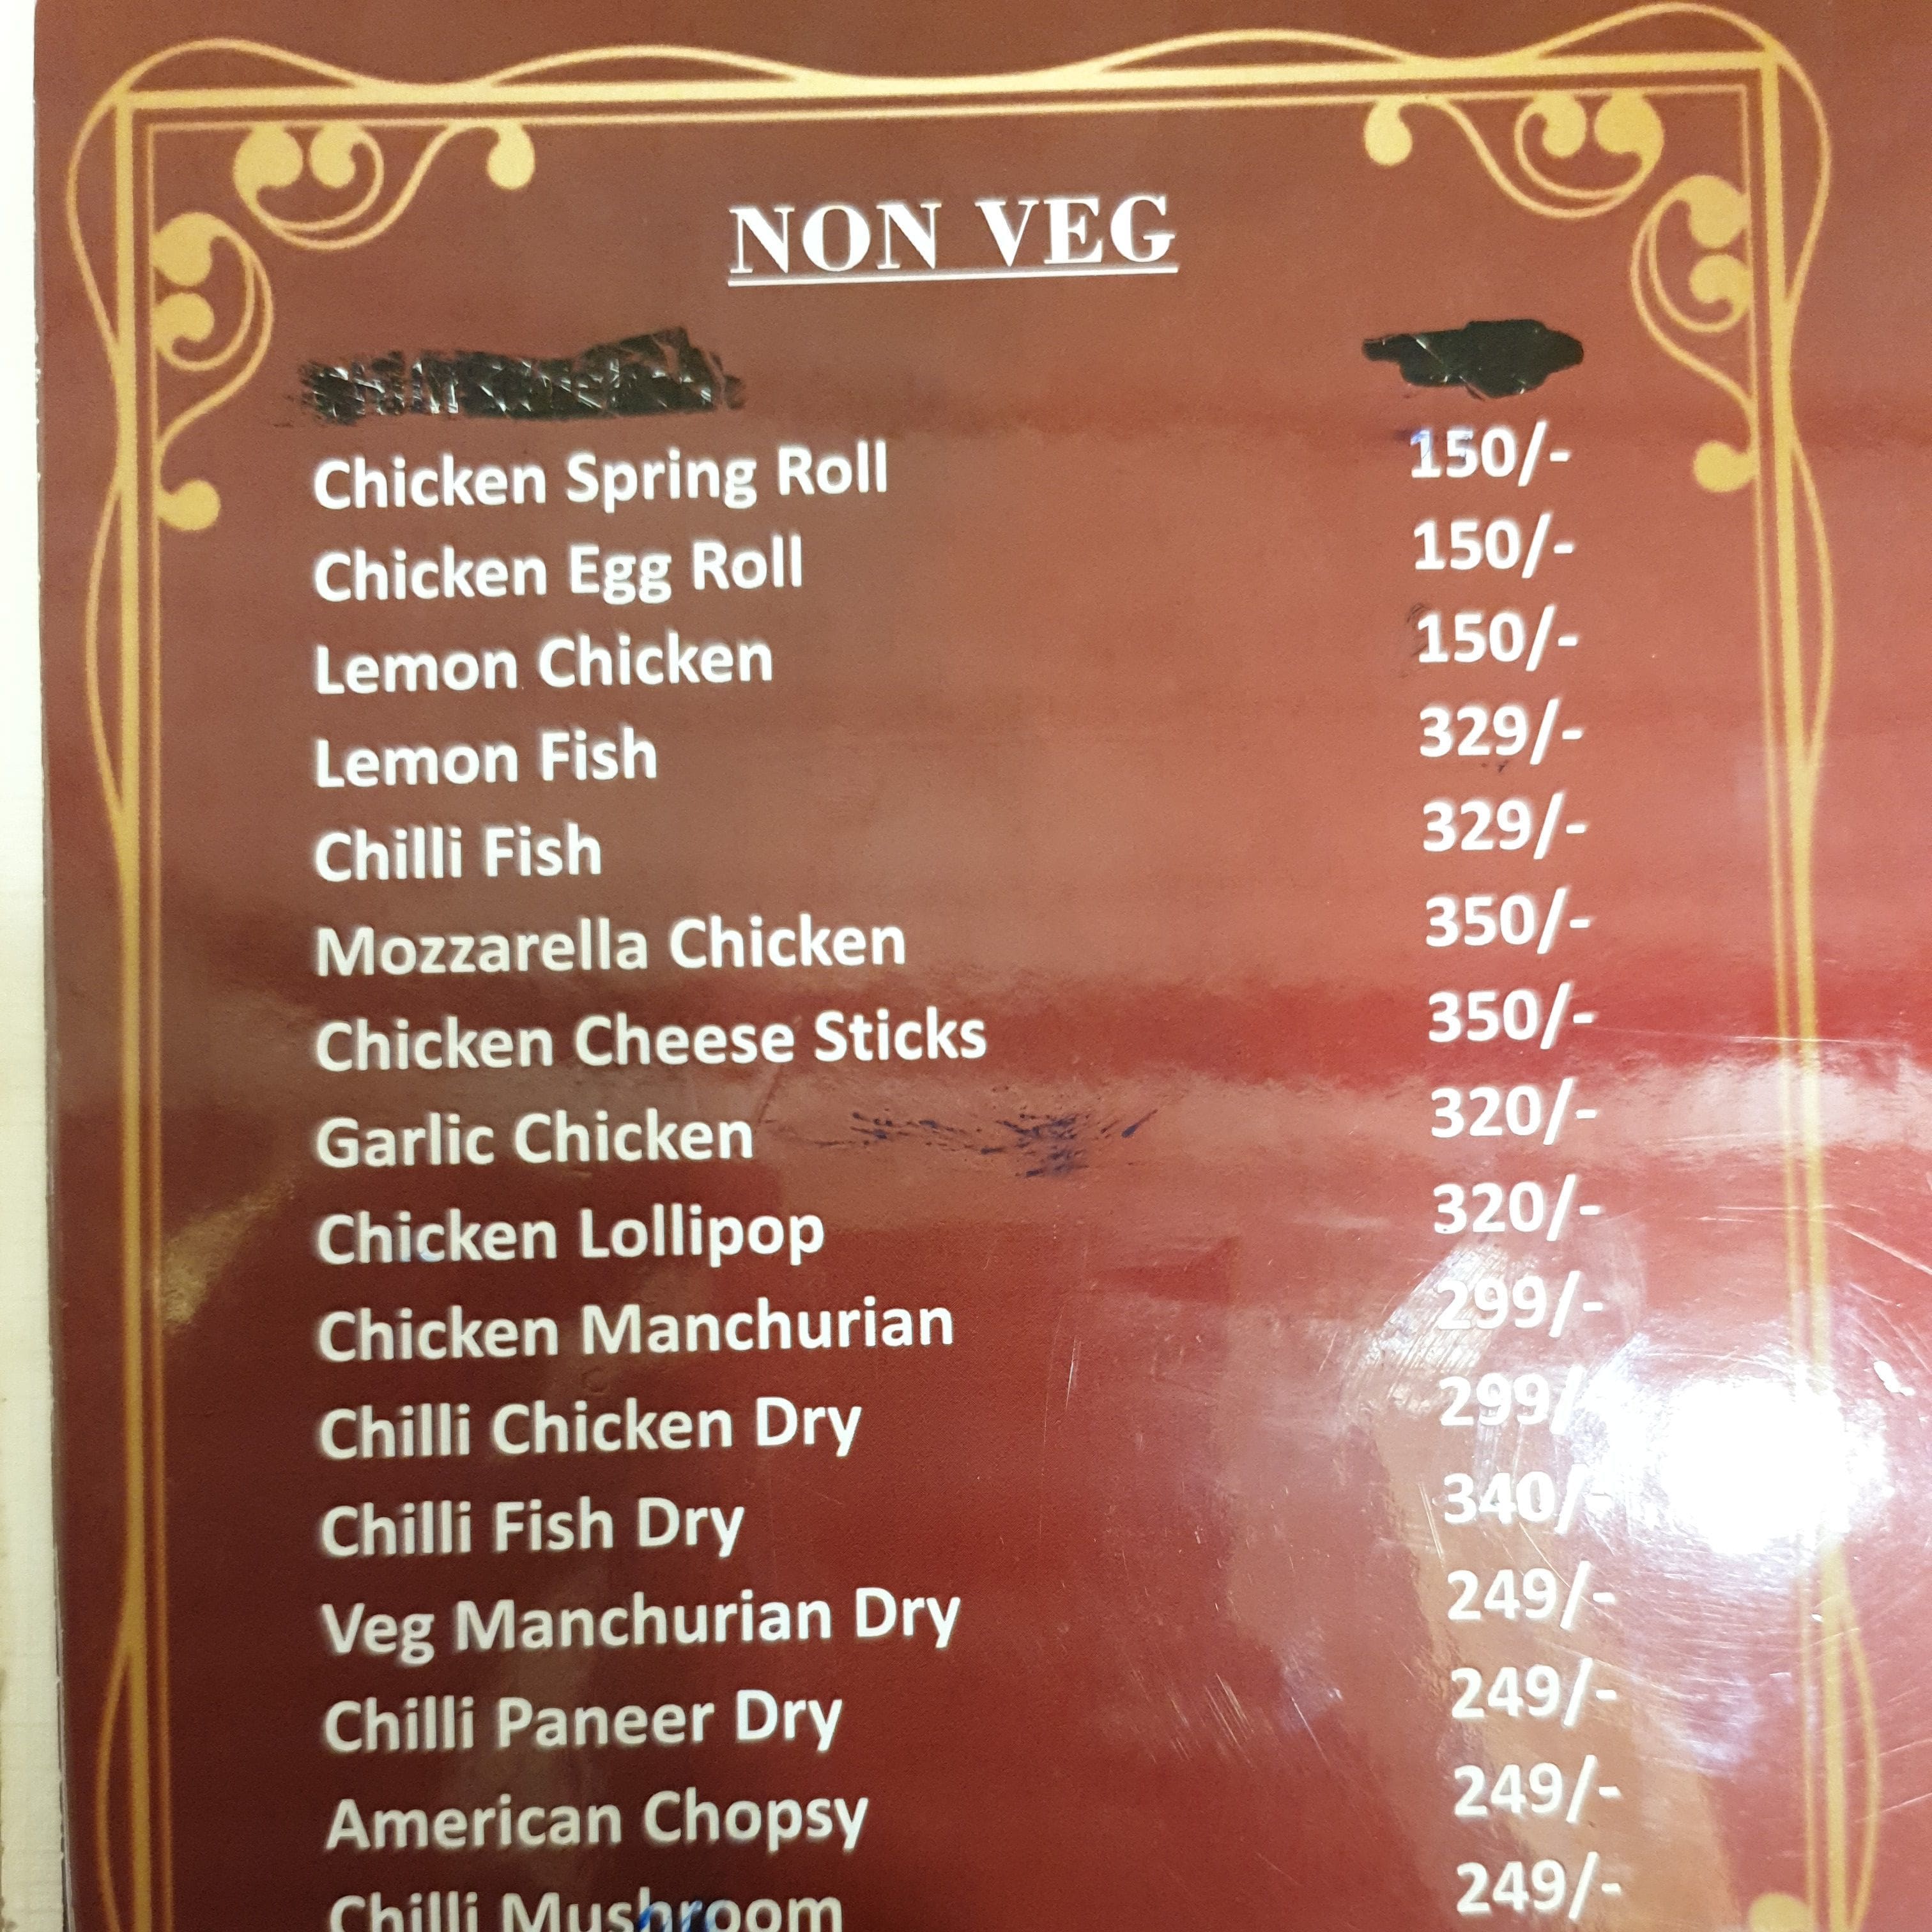 NON VEG
Chicken Spring Roll 150/-
Chicken Egg Roll 150/-
Lemon Chicken 150/-
Lemon Fish 329/-
Chilli Fish 329/-
Mozzarella Chicken 350/-
Chicken Cheese Sticks 350/-
Garlic Chicken 320/-
Chicken Lollipop 320/-
Chicken Manchurian 299/-
Chilli Chicken Dry 299/-
Chilli Fish Dry 340/-
Veg Manchurian Dry 249/-
Chilli Paneer Dry 249/-
American Chopsy 249/-
Chilli Mushroom 249/-